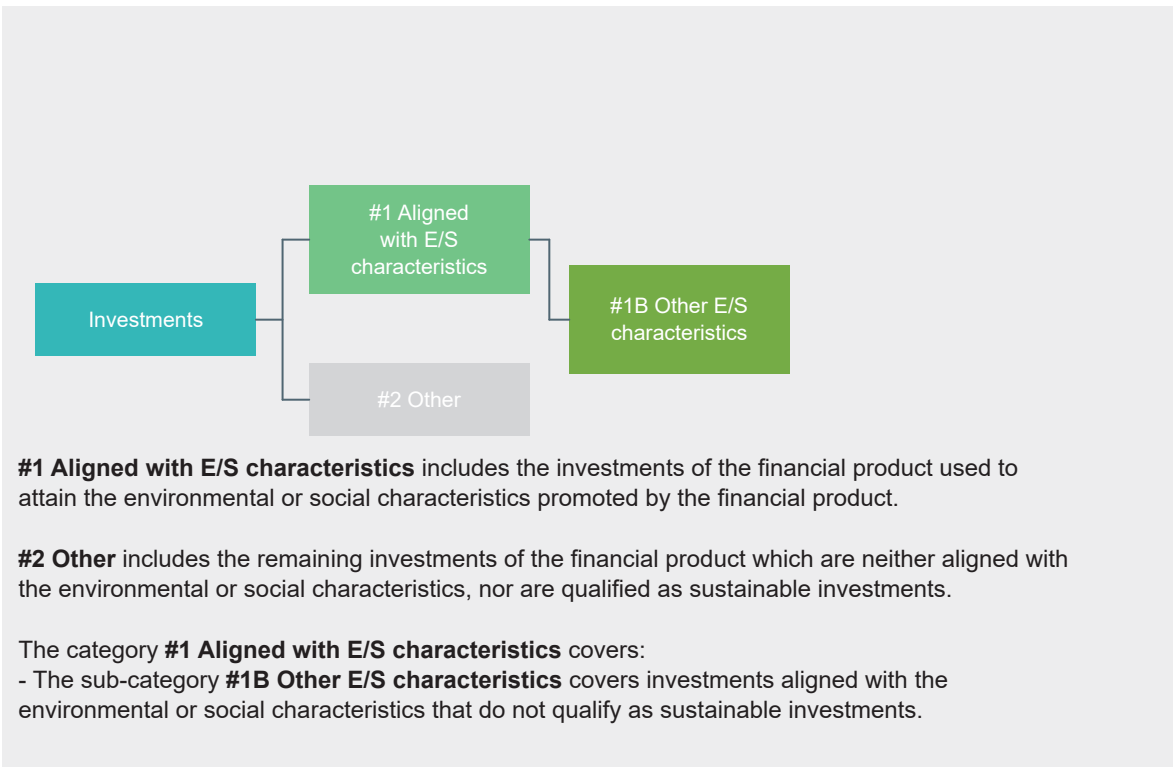 #1 Aligned
with E/S
characteristics
Investments
#1B Other E/S
characteristics
#2 Other
#1 Aligned with E/S characteristics includes the investments of the financial product used to
attain the environmental or social characteristics promoted by the financial product.
#2 Other includes the remaining investments of the financial product which are neither aligned with
the environmental or social characteristics, nor are qualified as sustainable investments.
The category #1 Aligned with E/S characteristics covers:
- The sub-category #1B Other E/S characteristics covers investments aligned with the
environmental or social characteristics that do not qualify as sustainable investments.